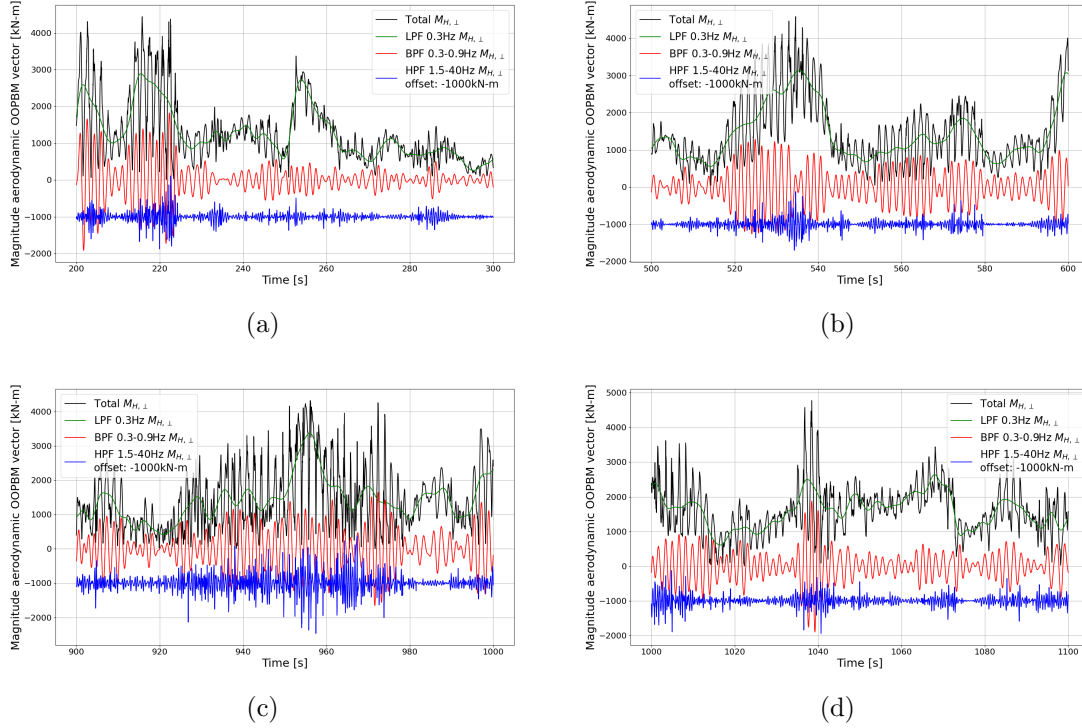 Magnitude aerodynamic OOPBM vector [kN-m]
4000
3000
2000
1000
0
−1000
−2000
Total M_{H,⊥}
LPF 0.3Hz M_{H,⊥}
BPF 0.3-0.9Hz M_{H,⊥}
HPF 1.5-40Hz M_{H,⊥}
offset: -1000kN-m
200 220 240 260 280 300
Time [s]
(a)
Magnitude aerodynamic OOPBM vector [kN-m]
4000
3000
2000
1000
0
−1000
−2000
Total M_{H,⊥}
LPF 0.3Hz M_{H,⊥}
BPF 0.3-0.9Hz M_{H,⊥}
HPF 1.5-40Hz M_{H,⊥}
offset: -1000kN-m
500 520 540 560 580 600
Time [s]
(b)
Magnitude aerodynamic OOPBM vector [kN-m]
4000
3000
2000
1000
0
−1000
−2000
Total M_{H,⊥}
LPF 0.3Hz M_{H,⊥}
BPF 0.3-0.9Hz M_{H,⊥}
HPF 1.5-40Hz M_{H,⊥}
offset: -1000kN-m
900 920 940 960 980 1000
Time [s]
(c)
Magnitude aerodynamic OOPBM vector [kN-m]
5000
4000
3000
2000
1000
0
−1000
−2000
Total M_{H,⊥}
LPF 0.3Hz M_{H,⊥}
BPF 0.3-0.9Hz M_{H,⊥}
HPF 1.5-40Hz M_{H,⊥}
offset: -1000kN-m
1000 1020 1040 1060 1080 1100
Time [s]
(d)